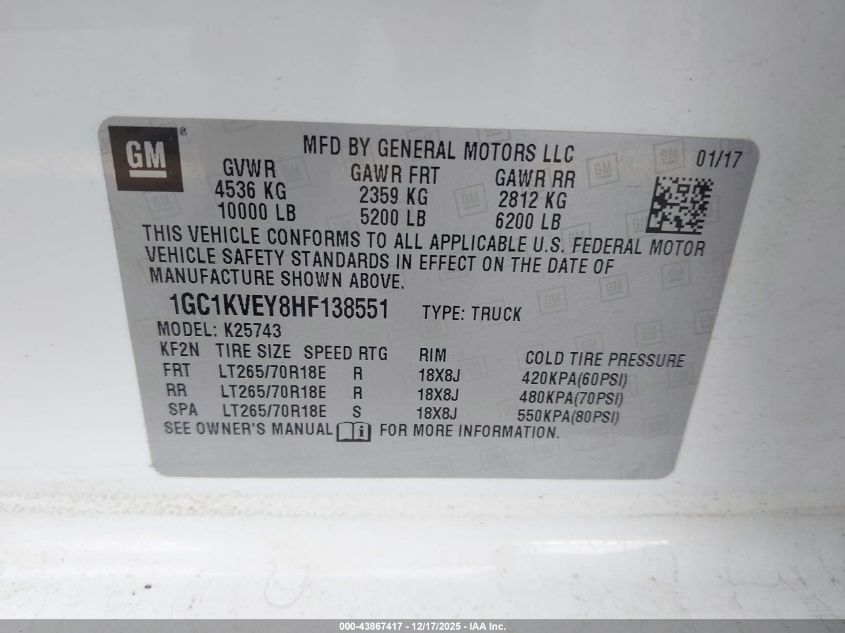 GM ®
MFD BY GENERAL MOTORS LLC 01/17
GVWR GAWR FRT GAWR RR
4536 KG 2359 KG 2812 KG
10000 LB 5200 LB 6200 LB
THIS VEHICLE CONFORMS TO ALL APPLICABLE U.S. FEDERAL MOTOR
VEHICLE SAFETY STANDARDS IN EFFECT ON THE DATE OF
MANUFACTURE SHOWN ABOVE.
1GC1KVEY8HF138551 TYPE: TRUCK
MODEL: K25743
KF2N TIRE SIZE SPEED RTG RIM COLD TIRE PRESSURE
FRT LT265/70R18E R 18X8J 420KPA(60PSI)
RR LT265/70R18E R 18X8J 480KPA(70PSI)
SPA LT265/70R18E S 18X8J 550KPA(80PSI)
SEE OWNER'S MANUAL i FOR MORE INFORMATION.
000-43867417 - 12/17/2025 - IAA Inc.